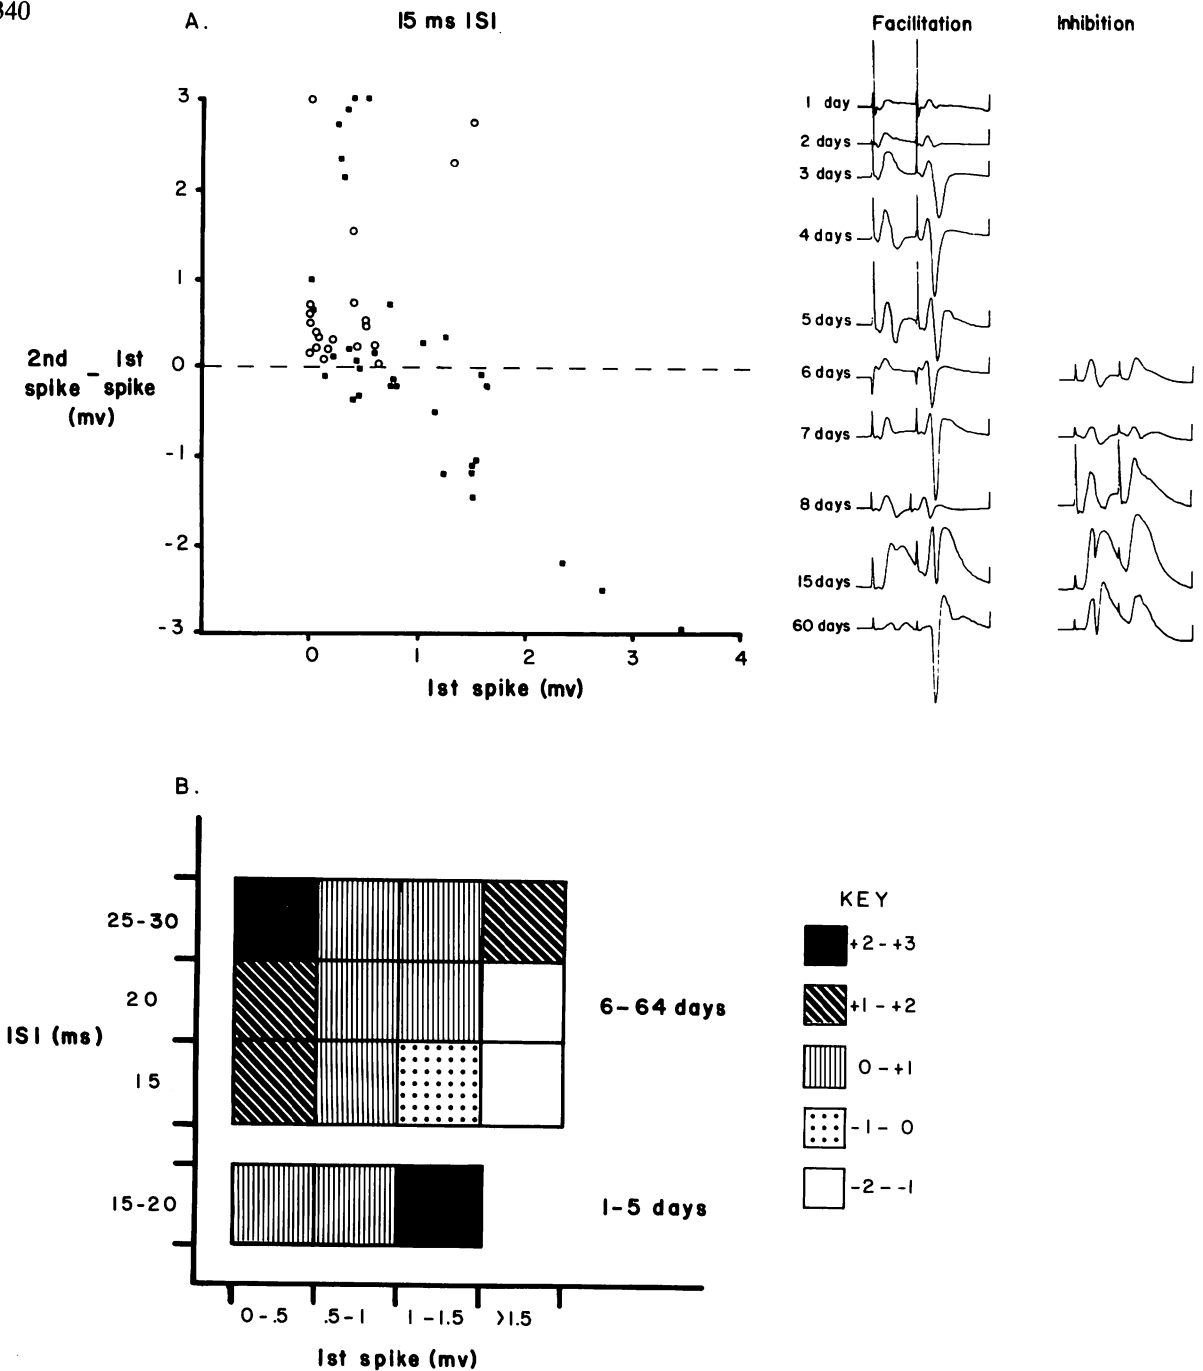 340
A.
15 ms ISI
3
2
1
0
-1
-2
-3
2nd spike – 1st spike
(mv)
0 1 2 3 4
1st spike (mv)
Facilitation Inhibition
1 day
2 days
3 days
4 days
5 days
6 days
7 days
8 days
15 days
60 days
B.
25-30
20
15
15-20
ISI (ms)
6-64 days
1-5 days
0-.5 .5-1 1-1.5 >1.5
1st spike (mv)
KEY
+2-+3
+1-+2
0-+1
-1- 0
-2--1